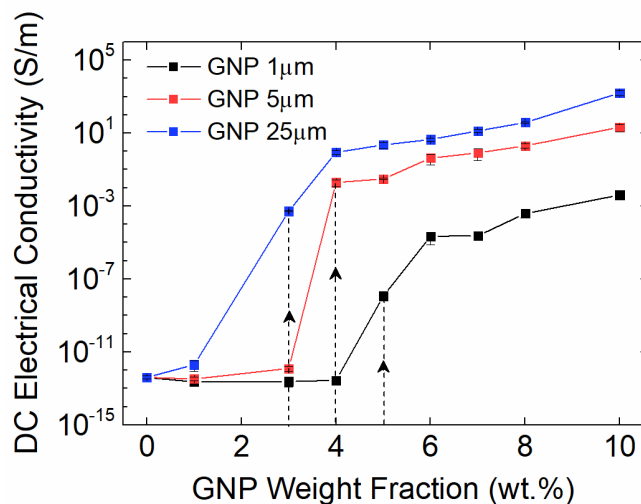 DC Electrical Conductivity (S/m)
10^5
10^1
10^-3
10^-7
10^-11
10^-15
GNP 1μm
GNP 5μm
GNP 25μm
0 2 4 6 8 10
GNP Weight Fraction (wt.%)